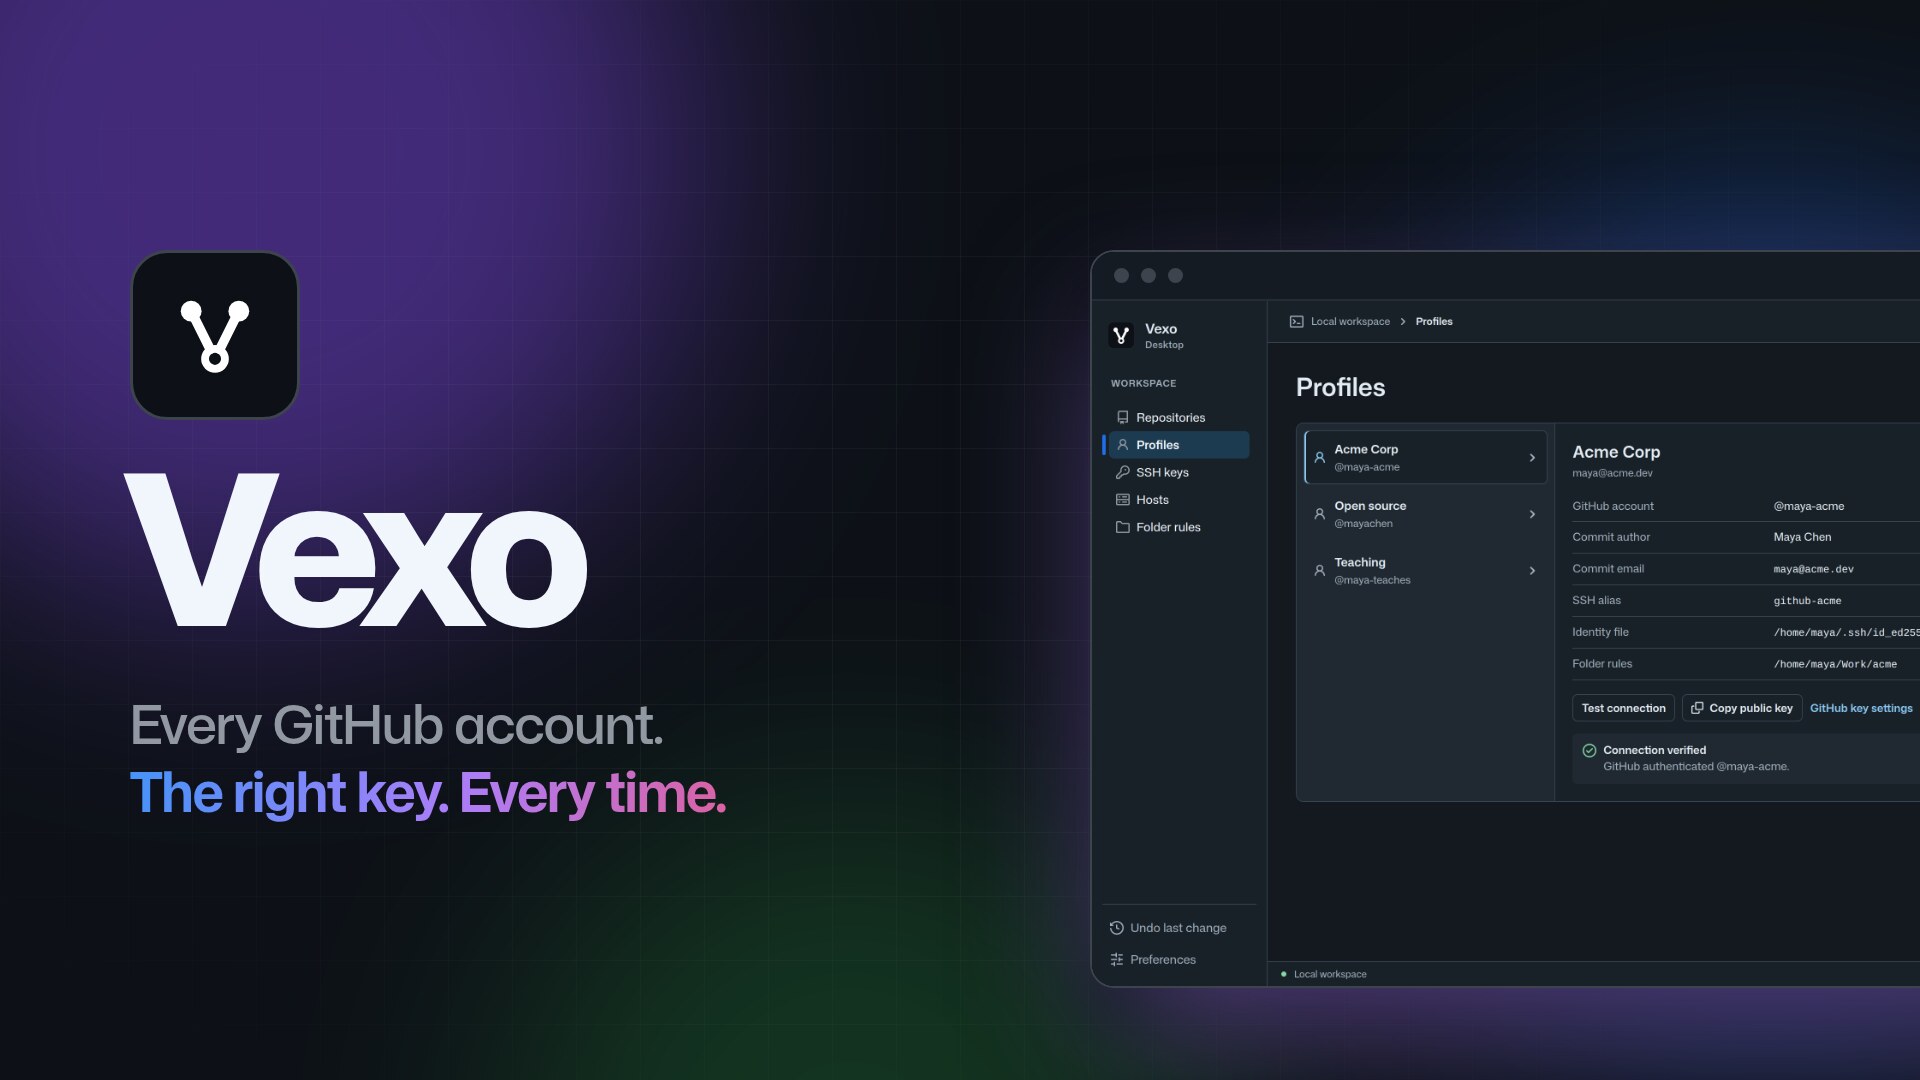 Vexo
Every GitHub account.
The right key. Every time.
Vexo
Desktop
WORKSPACE
Repositories
Profiles
SSH keys
Hosts
Folder rules
Undo last change
Preferences
Local workspace > Profiles
Profiles
Acme Corp
@maya-acme
Open source
@mayachen
Teaching
@maya-teaches
Acme Corp
maya@acme.dev
GitHub account @maya-acme
Commit author Maya Chen
Commit email maya@acme.dev
SSH alias github-acme
Identity file /home/maya/.ssh/id_ed255
Folder rules /home/maya/Work/acme
Test connection Copy public key GitHub key settings
Connection verified
GitHub authenticated @maya-acme.
Local workspace